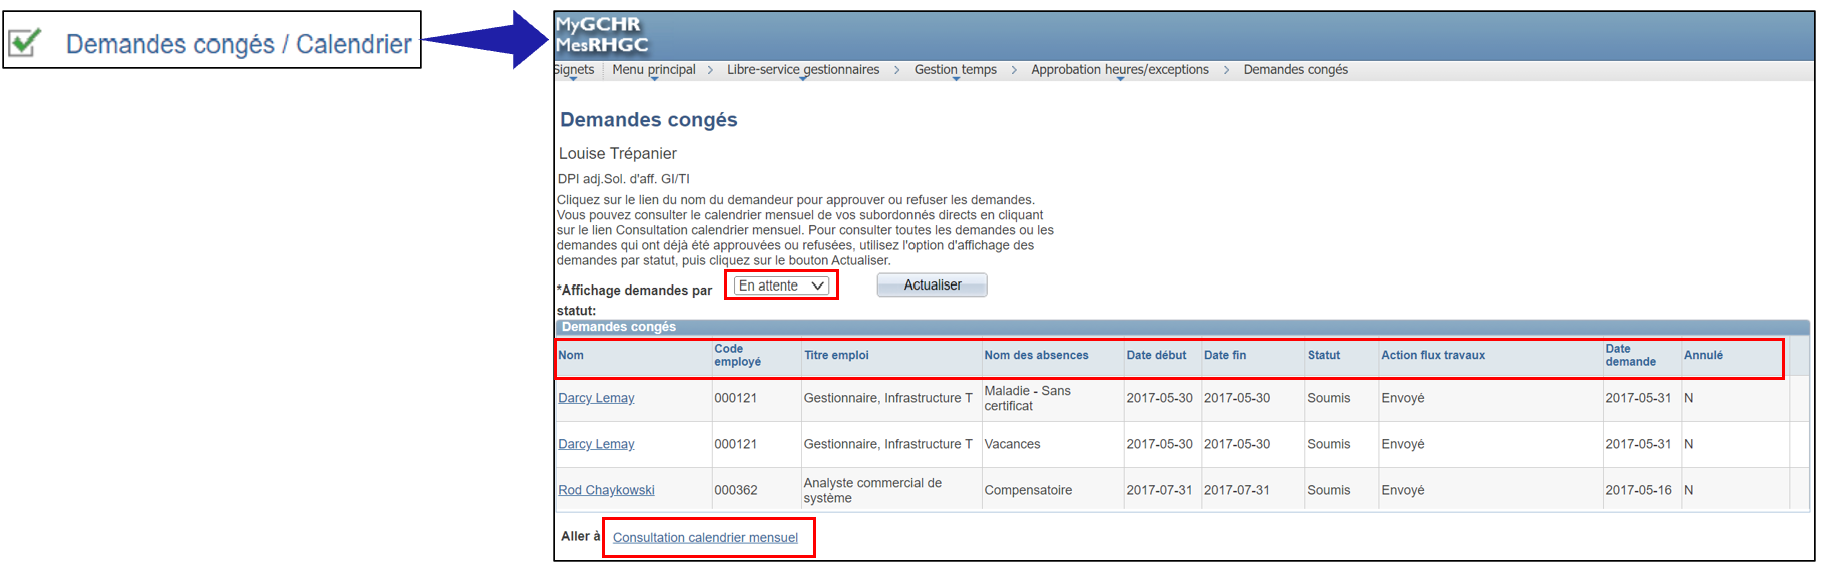 Demandes congés / Calendrier
MyGCHR
MesRHGC
Signets Menu principal > Libre-service gestionnaires > Gestion temps > Approbation heures/exceptions > Demandes congés
Demandes congés
Louise Trépanier
DPI adj.Sol. d'aff. GI/TI
Cliquez sur le lien du nom du demandeur pour approuver ou refuser les demandes.
Vous pouvez consulter le calendrier mensuel de vos subordonnés directs en cliquant
sur le lien Consultation calendrier mensuel. Pour consulter toutes les demandes ou les
demandes qui ont déjà été approuvées ou refusées, utilisez l'option d'affichage des
demandes par statut, puis cliquez sur le bouton Actualiser.
*Affichage demandes par statut: En attente Actualiser
Demandes congés
Nom Code employé Titre emploi Nom des absences Date début Date fin Statut Action flux travaux Date demande Annulé
Darcy Lemay 000121 Gestionnaire, Infrastructure T Maladie - Sans certificat 2017-05-30 2017-05-30 Soumis Envoyé 2017-05-31 N
Darcy Lemay 000121 Gestionnaire, Infrastructure T Vacances 2017-05-30 2017-05-30 Soumis Envoyé 2017-05-31 N
Rod Chaykowski 000362 Analyste commercial de système Compensatoire 2017-07-31 2017-07-31 Soumis Envoyé 2017-05-16 N
Aller à Consultation calendrier mensuel